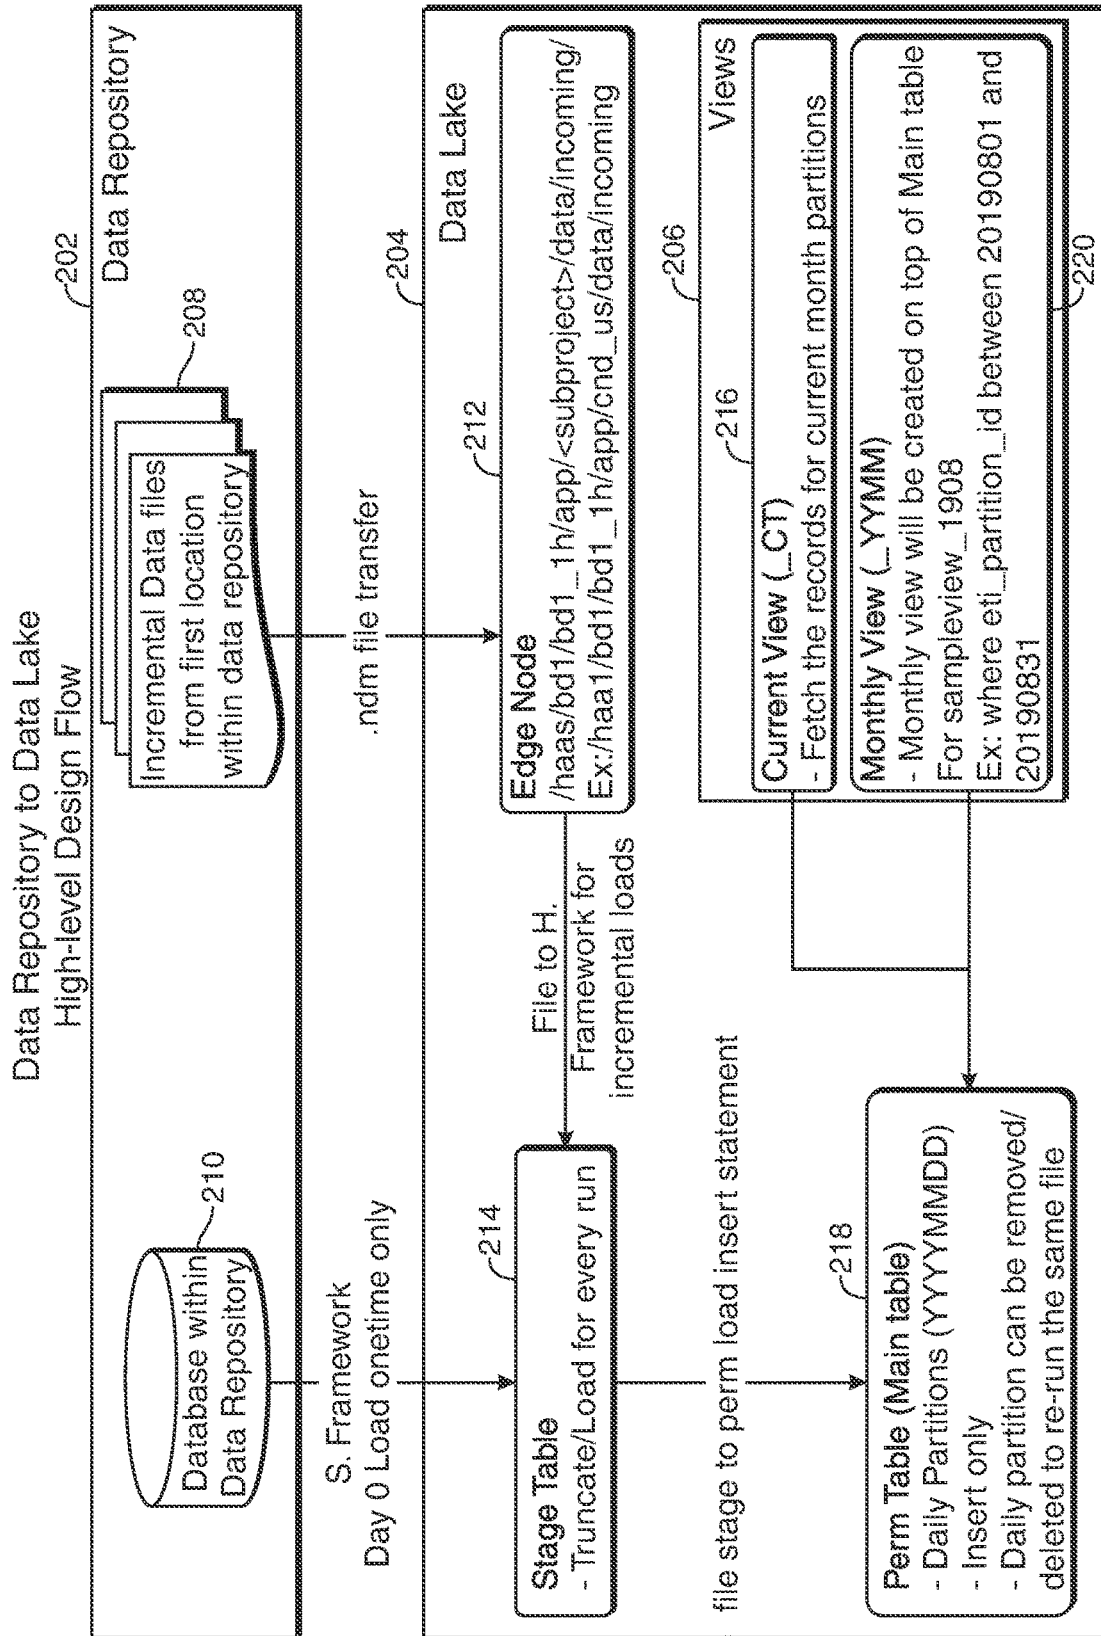 Data Repository to Data Lake
High-level Design Flow
202
Data Repository
210
Database within
Data Repository
208
Incremental Data files
from first location
within data repository
S. Framework
Day 0 Load onetime only
.ndm file transfer
204
Data Lake
214
Stage Table
- Truncate/Load for every run
File to H.
Framework for
incremental loads
212
Edge Node
/haas/bd1/bd1_1h/app/<subproject>/data/incoming/
Ex:/haa1/bd1/bd1_1h/app/cnd_us/data/incoming
file stage to perm load insert statement
218
Perm Table (Main table)
- Daily Partitions (YYYYMMDD)
- Insert only
- Daily partition can be removed/
deleted to re-run the same file
206
Views
216
Current View (_CT)
- Fetch the records for current month partitions
Monthly View (_YYMM)
- Monthly view will be created on top of Main table
For sampleview_1908
Ex: where eti_partition_id between 20190801 and
20190831
220